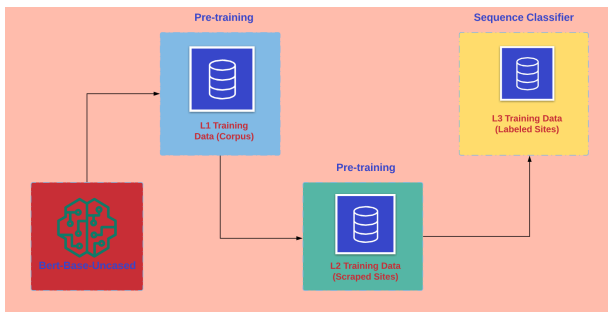 Pre-training
Sequence Classifier
L1 Training
Data (Corpus)
L3 Training Data
(Labeled Sites)
Pre-training
Bert-Base-Uncased
L2 Training Data
(Scraped Sites)